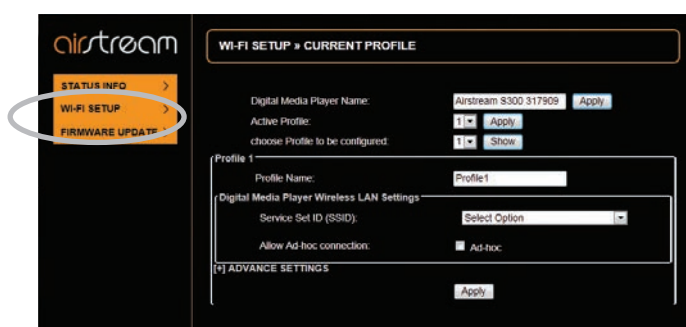 airstream
WI-FI SETUP » CURRENT PROFILE
STATUS INFO >
WI-FI SETUP >
FIRMWARE UPDATE >
Digital Media Player Name: Airstream S300 317909 Apply
Active Profile: 1 Apply
choose Profile to be configured: 1 Show
Profile 1
Profile Name: Profile1
Digital Media Player Wireless LAN Settings
Service Set ID (SSID): Select Option
Allow Ad-hoc connection: Ad-hoc
[+] ADVANCE SETTINGS
Apply